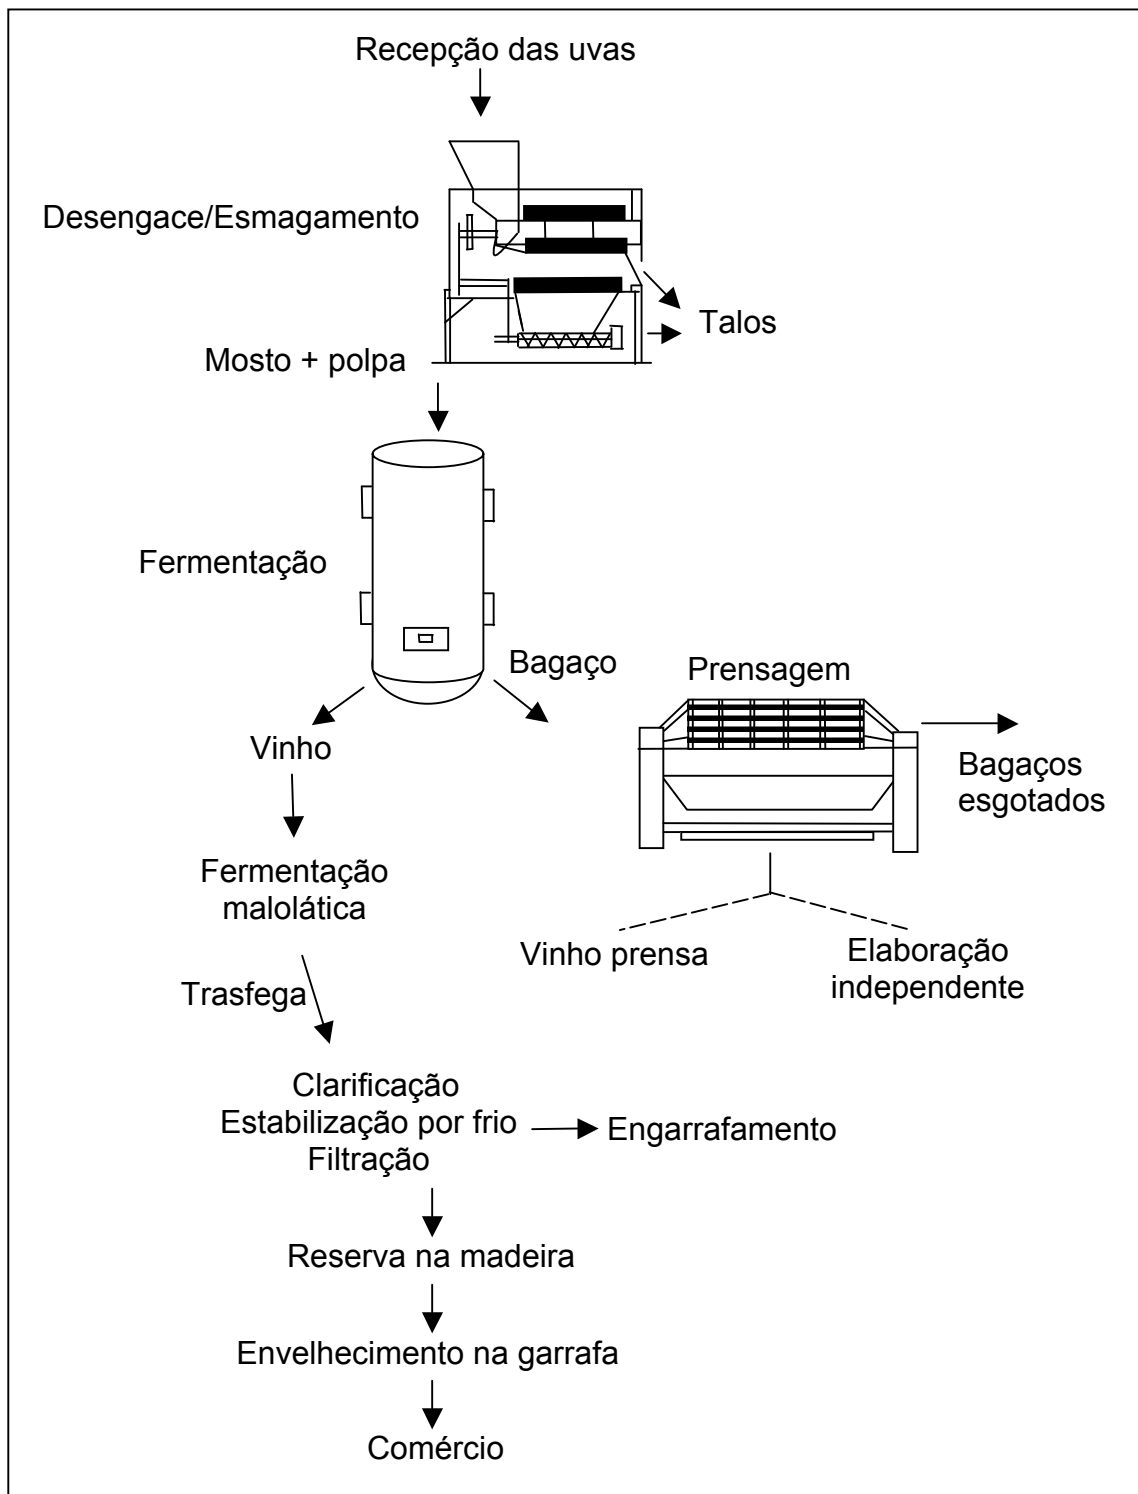 Recepção das uvas
Desengace/Esmagamento
Talos
Mosto + polpa
Fermentação
Bagaço
Prensagem
Vinho
Bagaços
esgotados
Fermentação
malolática
Vinho prensa
Elaboração
independente
Trasfega
Clarificação
Estabilização por frio
Filtração
Engarrafamento
Reserva na madeira
Envelhecimento na garrafa
Comércio